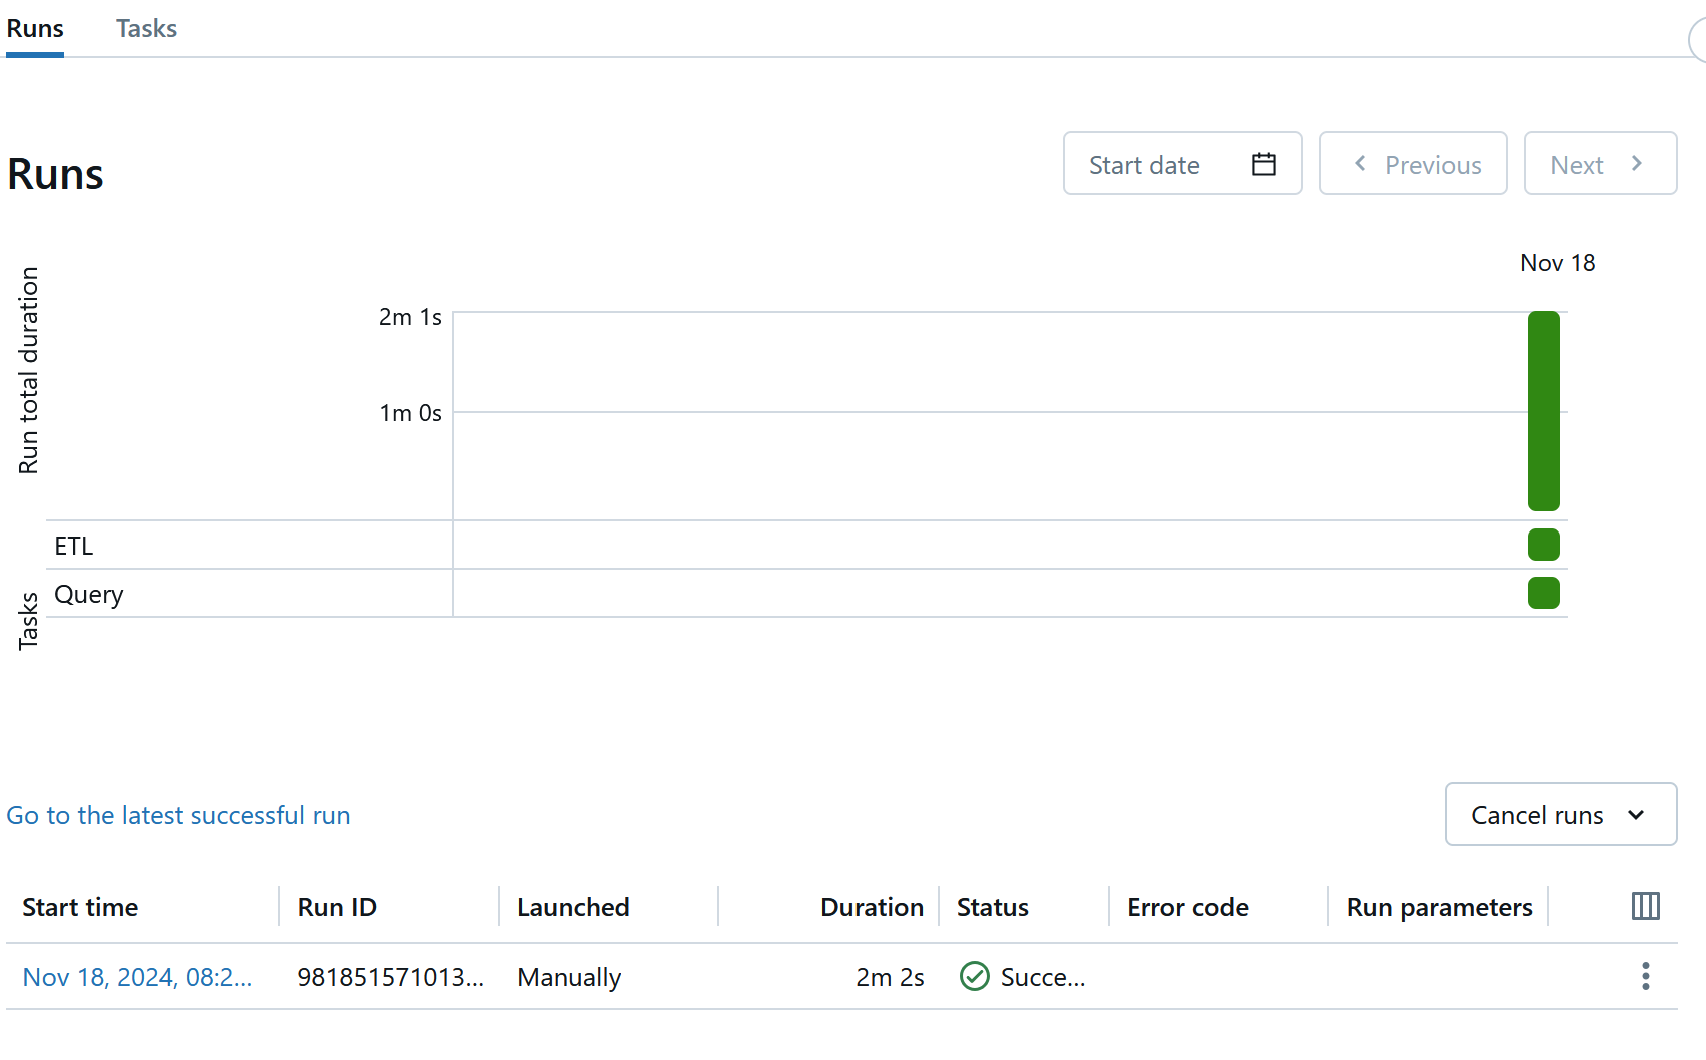 Runs Tasks
Runs
Start date Previous Next
Nov 18
Run total duration
2m 1s
1m 0s
Tasks
ETL
Query
Go to the latest successful run
Cancel runs
Start time Run ID Launched Duration Status Error code Run parameters
Nov 18, 2024, 08:2... 981851571013... Manually 2m 2s Succe...